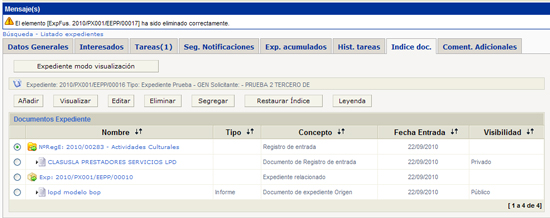 Mensaje(s)
El elemento [ExpFus. 2010/PX001/EEPP/00017] ha sido eliminado correctamente.
Búsqueda - Listado expedientes
Datos Generales Interesados Tareas(1) Seg. Notificaciones Exp. acumulados Hist. tareas Indice doc. Coment. Adicionales
Expediente modo visualización
Expediente: 2010/PX001/EEPP/00016 Tipo: Expediente Prueba - GEN Solicitante: - PRUEBA 2 TERCERO DE
Añadir Visualizar Editar Eliminar Segregar Restaurar Índice Leyenda
Documentos Expediente
Nombre Tipo Concepto Fecha Entrada Visibilidad
NºRegE: 2010/00283 - Actividades Culturales Registro de entrada 22/09/2010
CLASUSLA PRESTADORES SERVICIOS LPD Documento de Registro de entrada 22/09/2010 Privado
Exp: 2010/PX001/EEPP/00010 Expediente relacionado 22/09/2010
lopd modelo bop Informe Documento de expediente Origen 22/09/2010 Público
[ 1 a 4 de 4]